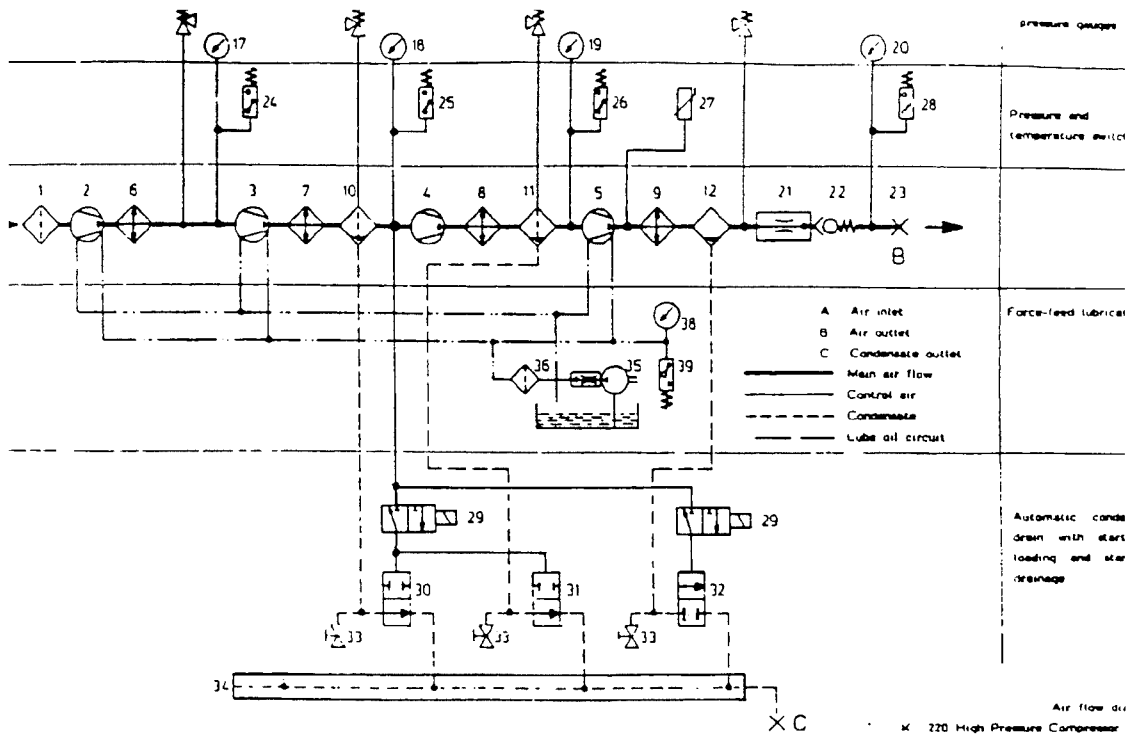 pressure gauges
17 18 19 20
24 25 26 27 28
Pressure and
temperature switch
1 2 6 3 7 10 4 8 11 5 9 12 21 22 23
B
A Air inlet
B Air outlet
C Condensate outlet
Main air flow
Control air
Condensate
Lube oil circuit
Force-feed lubricat
38
36 35 39
29 29
Automatic conde
drain with start
loading and
drainage
30 31 32
33 33 33
34
C
Air flow dia
K 220 High Pressure Compressor